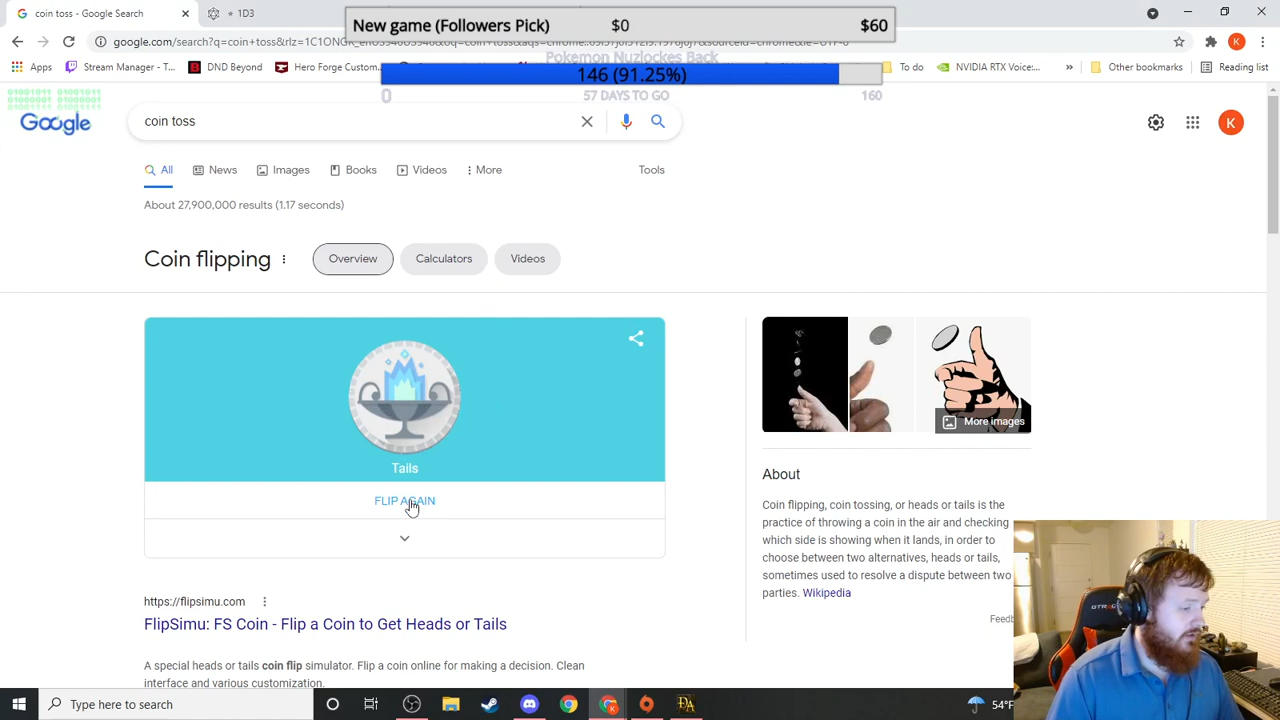 coin toss - Google Search
1D3
New game (Followers Pick) $0 $60
Pokemon Nuzlockes Back
146 (91.25%)
0 57 DAYS TO GO 160
Apps
Stream Manager - T...
DND Beyond
Hero Forge Custom...
To do
NVIDIA RTX Voice:...
Other bookmarks
Reading list
01001011 01001011
Google
coin toss
K
All
News
Images
Books
Videos
More
Tools
About 27,900,000 results (1.17 seconds)
Coin flipping
Overview
Calculators
Videos
Tails
FLIP AGAIN
More images
About
Coin flipping, coin tossing, or heads or tails is the
practice of throwing a coin in the air and checking
which side is showing when it lands, in order to
choose between two alternatives, heads or tails,
sometimes used to resolve a dispute between two
parties. Wikipedia
https://flipsimu.com
FlipSimu: FS Coin - Flip a Coin to Get Heads or Tails
A special heads or tails coin flip simulator. Flip a coin online for making a decision. Clean
interface and various customization.
Type here to search
54°F